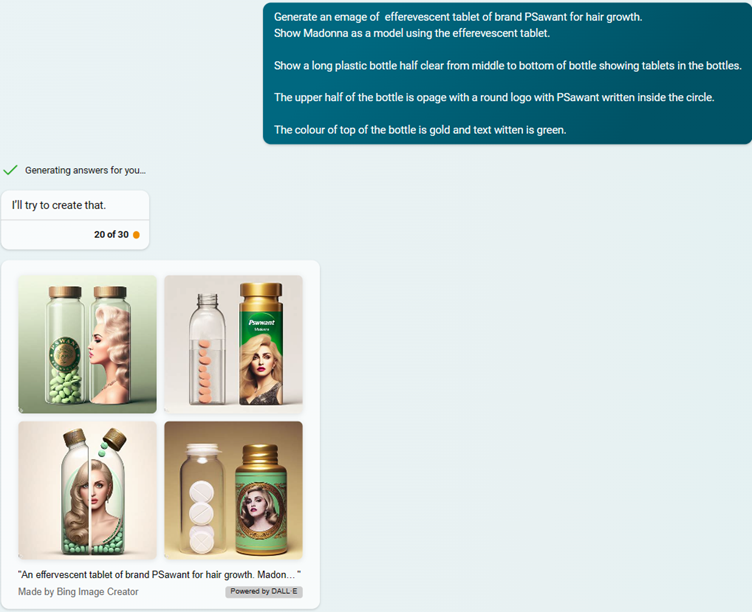 Generate an emage of  efferevescent tablet of brand PSawant for hair growth.
Show Madonna as a model using the efferevescent tablet.
Show a long plastic bottle half clear from middle to bottom of bottle showing tablets in the bottles.
The upper half of the bottle is opage with a round logo with PSawant written inside the circle.
The colour of top of the bottle is gold and text witten is green.
Generating answers for you...
I'll try to create that.
20 of 30
Pswwant
"An effervescent tablet of brand PSawant for hair growth. Madon... "
Made by Bing Image Creator
Powered by DALL·E